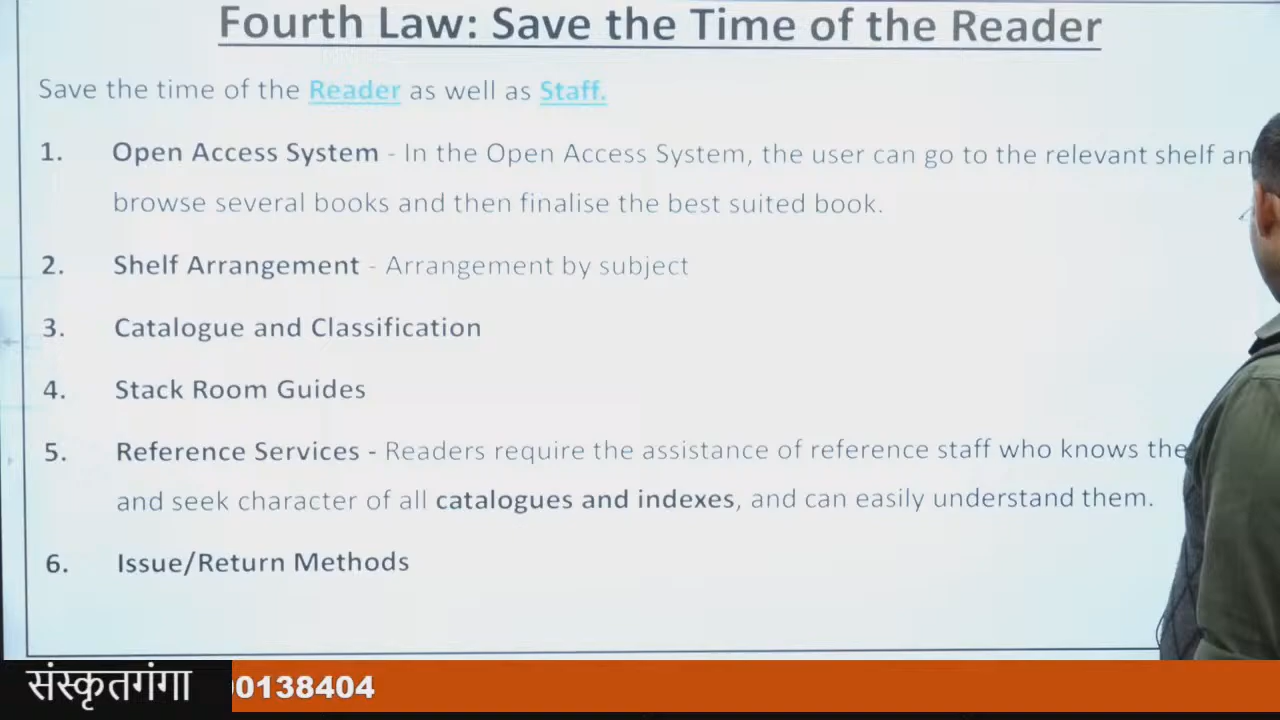 Fourth Law: Save the Time of the Reader
Save the time of the Reader as well as Staff.
1. Open Access System - In the Open Access System, the user can go to the relevant shelf an
browse several books and then finalise the best suited book.
2. Shelf Arrangement - Arrangement by subject
3. Catalogue and Classification
4. Stack Room Guides
5. Reference Services - Readers require the assistance of reference staff who knows the
and seek character of all catalogues and indexes, and can easily understand them.
6. Issue/Return Methods
संस्कृतगंगा 00138404